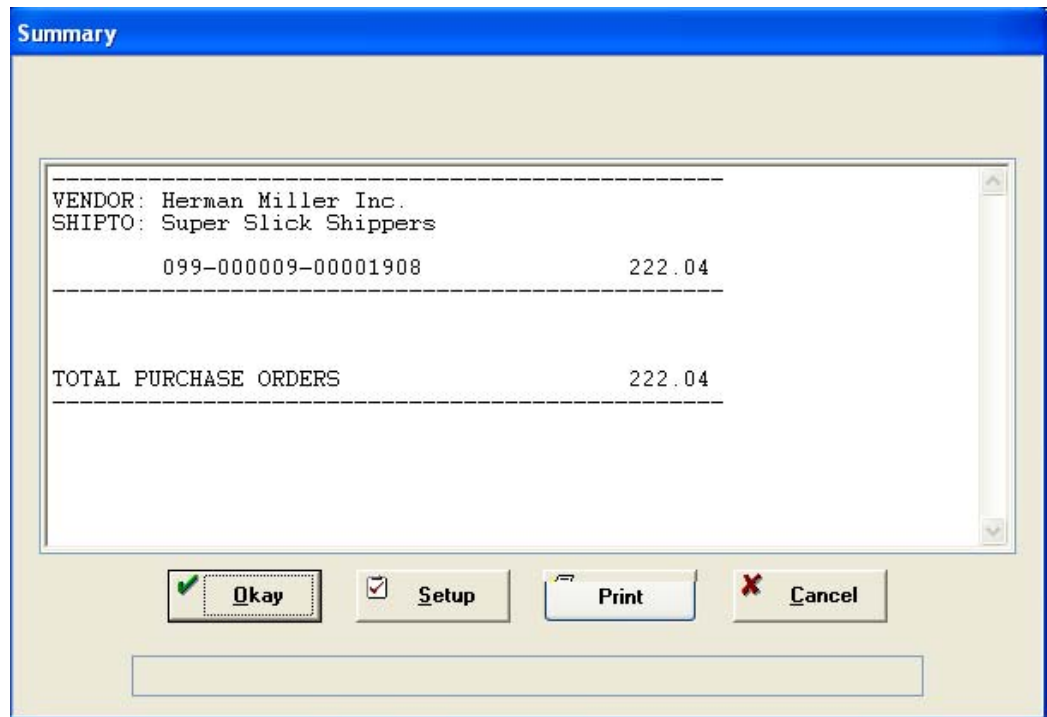 Summary
--------------------------------------------------
VENDOR: Herman Miller Inc.
SHIPTO: Super Slick Shippers
099-000009-00001908 222.04
--------------------------------------------------
TOTAL PURCHASE ORDERS 222.04
--------------------------------------------------
Okay Setup Print Cancel